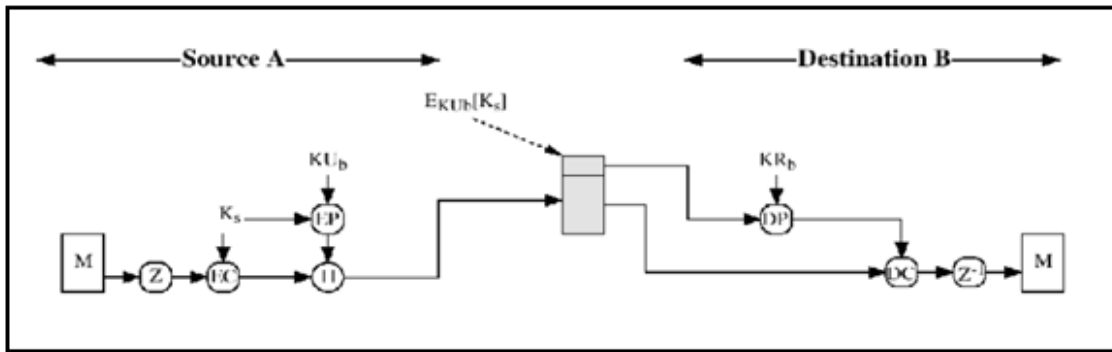 Source A
Destination B
E_KUb[K_s]
KU_b
KR_b
K_s
EP
DP
M
Z
EC
||
DC
Z^-1
M